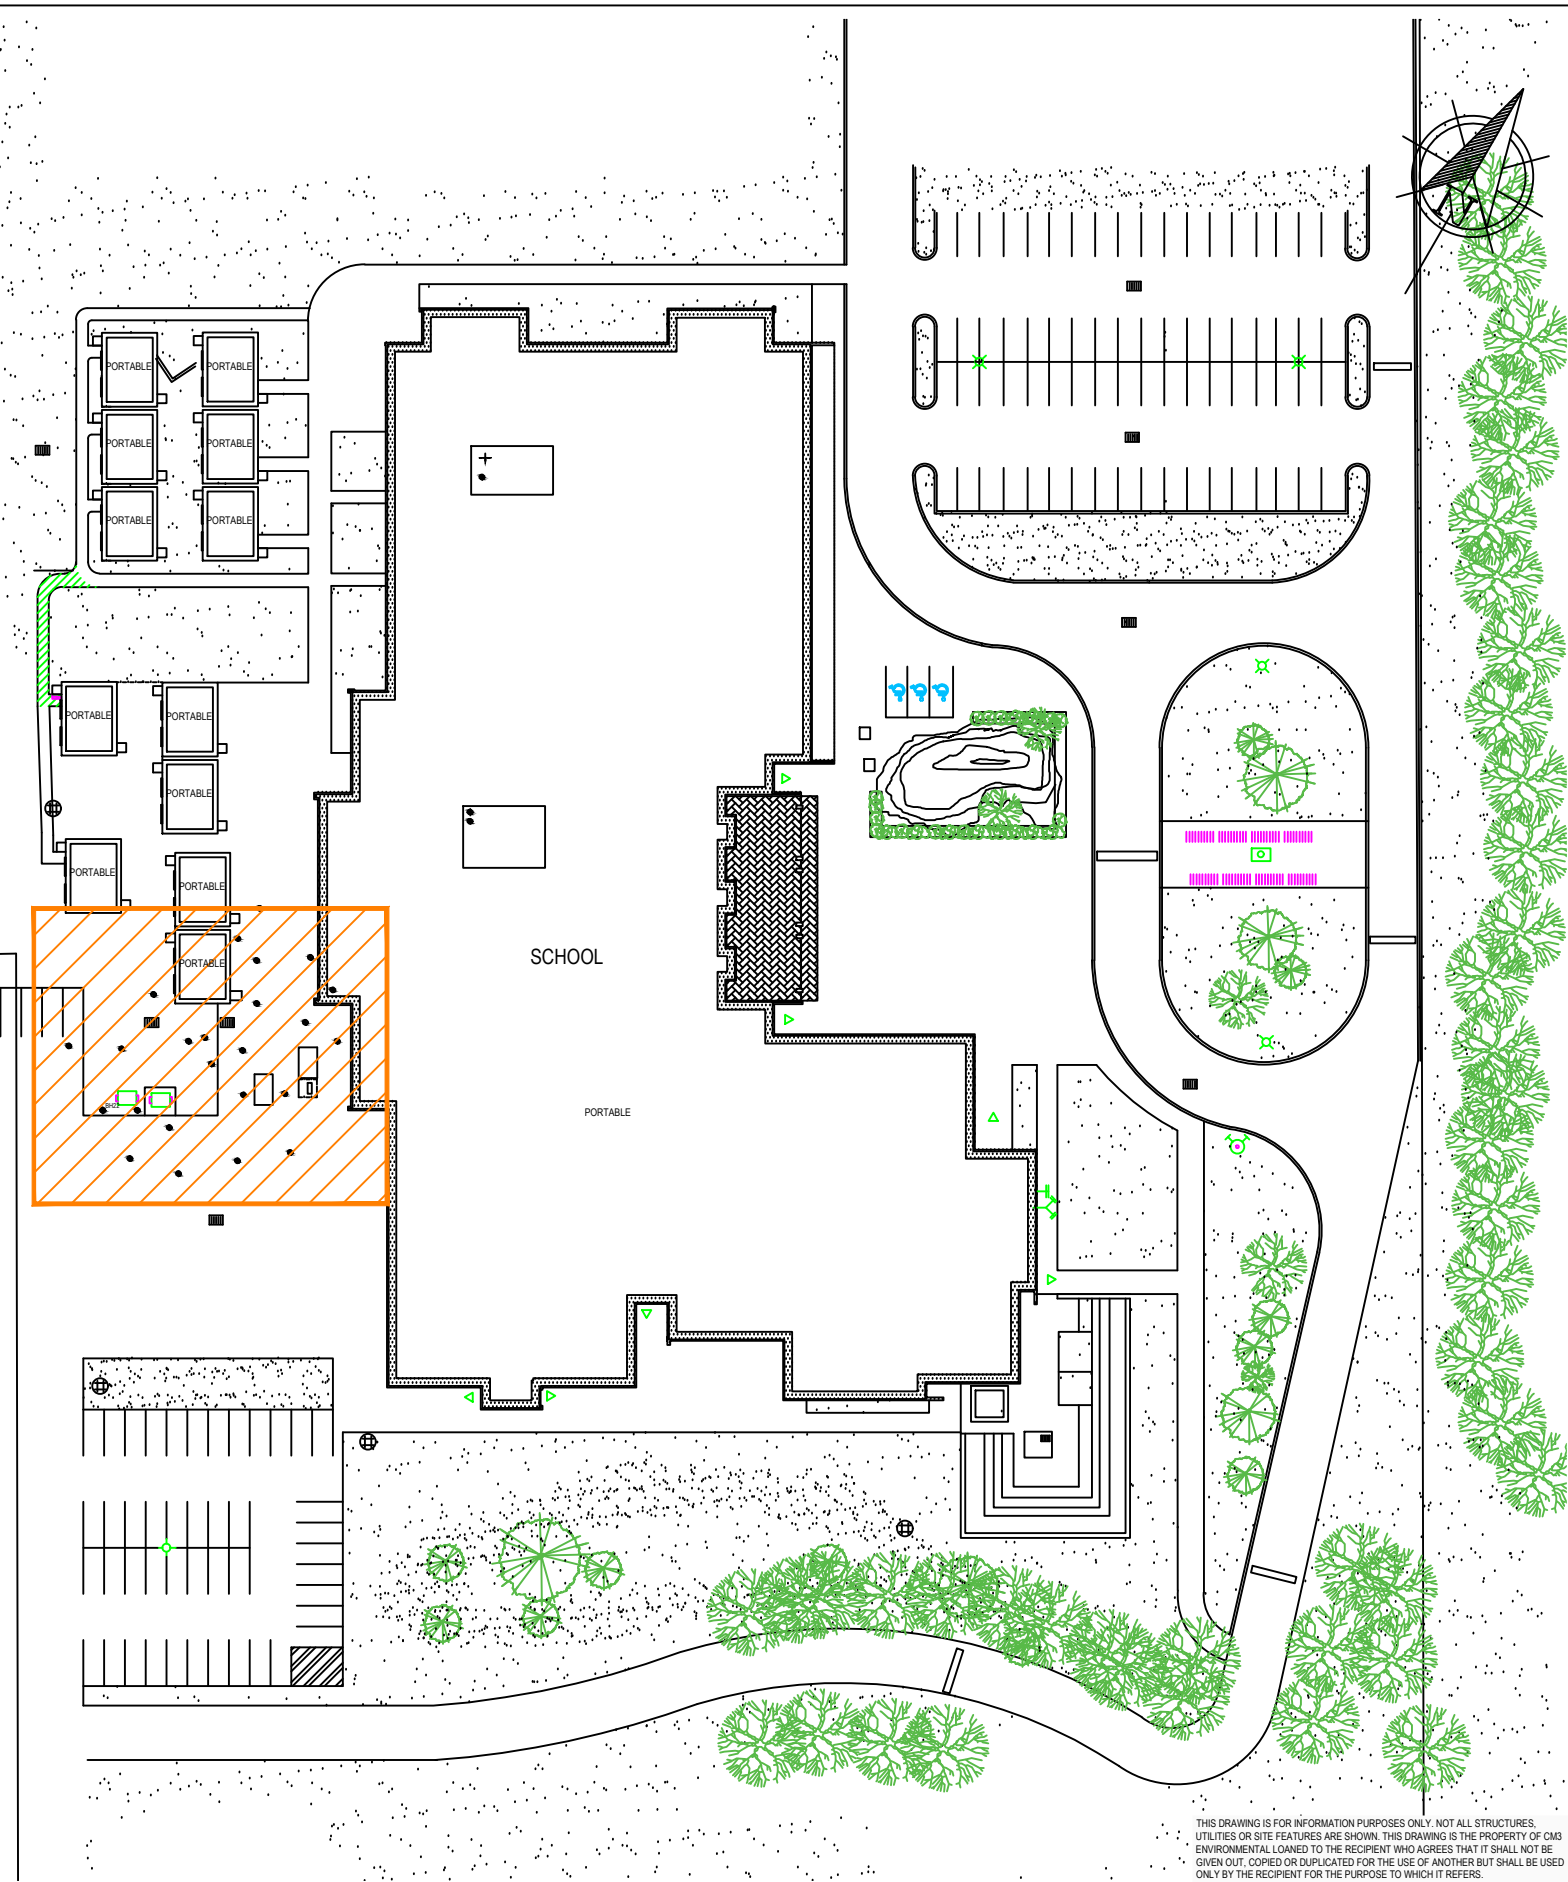 PORTABLE
PORTABLE
PORTABLE
PORTABLE
PORTABLE
PORTABLE
PORTABLE
PORTABLE
PORTABLE
PORTABLE
PORTABLE
SCHOOL
PORTABLE
BH22
PORTABLE
N
THIS DRAWING IS FOR INFORMATION PURPOSES ONLY. NOT ALL STRUCTURES,
UTILITIES OR SITE FEATURES ARE SHOWN. THIS DRAWING IS THE PROPERTY OF CM3
ENVIRONMENTAL LOANED TO THE RECIPIENT WHO AGREES THAT IT SHALL NOT BE
GIVEN OUT, COPIED OR DUPLICATED FOR THE USE OF ANOTHER BUT SHALL BE USED
ONLY BY THE RECIPIENT FOR THE PURPOSE TO WHICH IT REFERS.